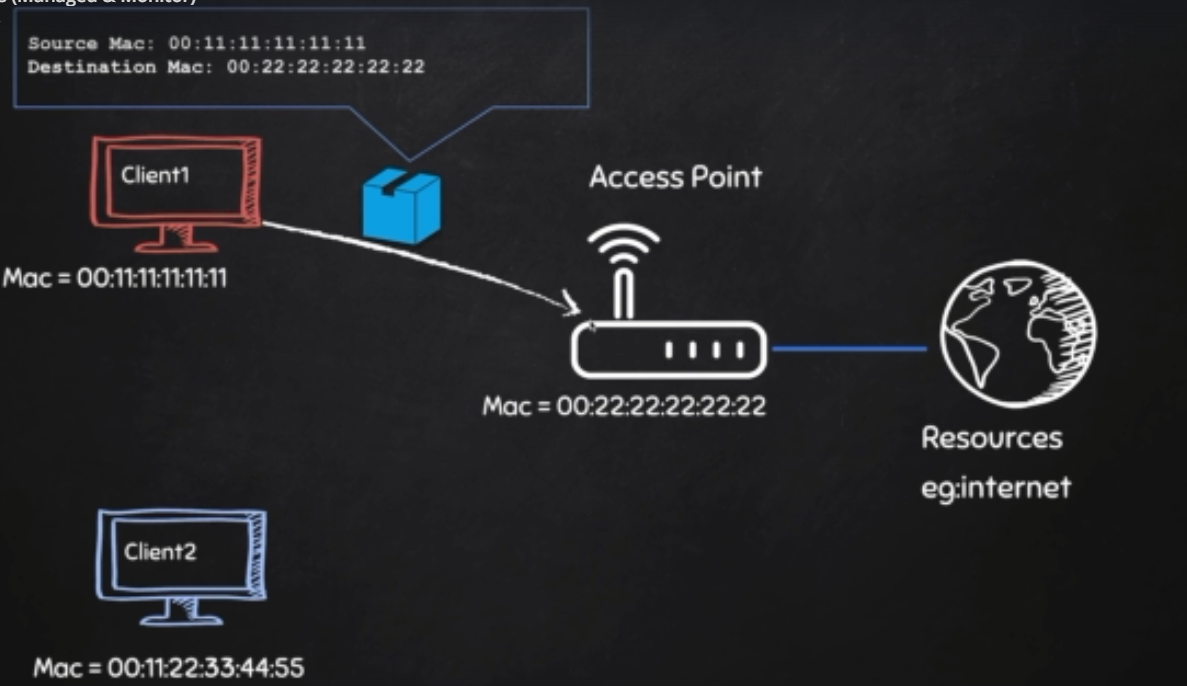 (Managed & Monitor)
Source Mac: 00:11:11:11:11:11
Destination Mac: 00:22:22:22:22:22
Client1
Access Point
Mac = 00:11:11:11:11:11
Mac = 00:22:22:22:22:22
Resources
eg:internet
Client2
Mac = 00:11:22:33:44:55